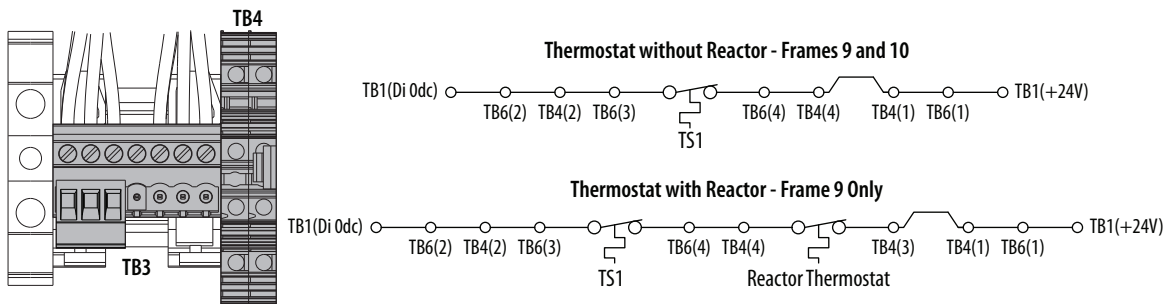 TB4
TB3
Thermostat without Reactor - Frames 9 and 10
TB1(Di 0dc) TB6(2) TB4(2) TB6(3) TS1 TB6(4) TB4(4) TB4(1) TB6(1) TB1(+24V)
Thermostat with Reactor - Frame 9 Only
TB1(Di 0dc) TB6(2) TB4(2) TB6(3) TS1 TB6(4) TB4(4) Reactor Thermostat TB4(3) TB4(1) TB6(1) TB1(+24V)